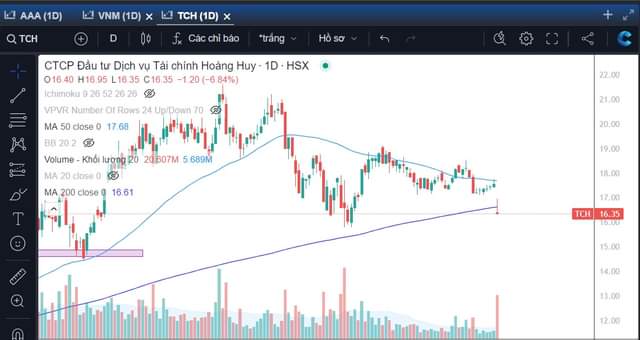 AAA (1D) × VNM (1D) × TCH (1D) × +
TCH D Các chỉ báo *trắng Hồ sơ
CTCP Đầu tư Dịch vụ Tài chính Hoàng Huy · 1D · HSX
O16.40 H16.95 L16.35 C16.35 −1.20 (−6.84%)
Ichimoku 9 26 52 26 26
VPVR Number Of Rows 24 Up/Down 70
MA 50 close 0 17.68
BB 20 2
Volume - Khối lượng 20 20.607M 5.689M
MA 20 close 0
MA 200 close 0 16.61
22.00
21.00
20.00
19.00
18.00
17.00
TCH 16.35
15.00
14.00
13.00
12.00